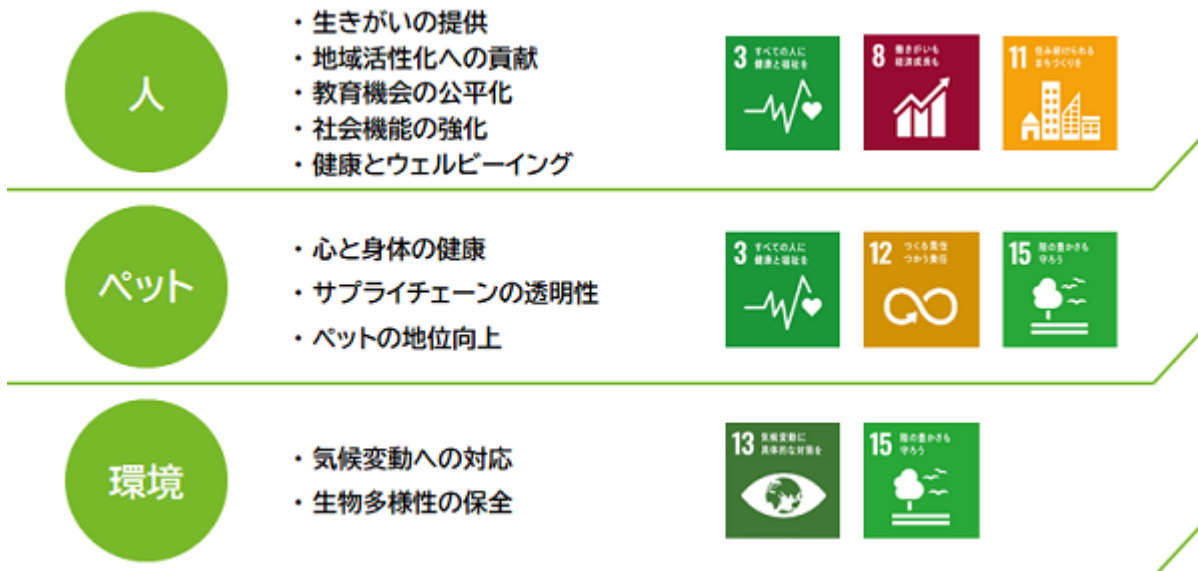 人
・生きがいの提供
・地域活性化への貢献
・教育機会の公平化
・社会機能の強化
・健康とウェルビーイング
3 すべての人に
健康と福祉を
8 働きがいも
経済成長も
11 住み続けられる
まちづくりを
ペット
・心と身体の健康
・サプライチェーンの透明性
・ペットの地位向上
3 すべての人に
健康と福祉を
12 つくる責任
つかう責任
15 陸の豊かさも
守ろう
環境
・気候変動への対応
・生物多様性の保全
13 気候変動に
具体的な対策を
15 陸の豊かさも
守ろう